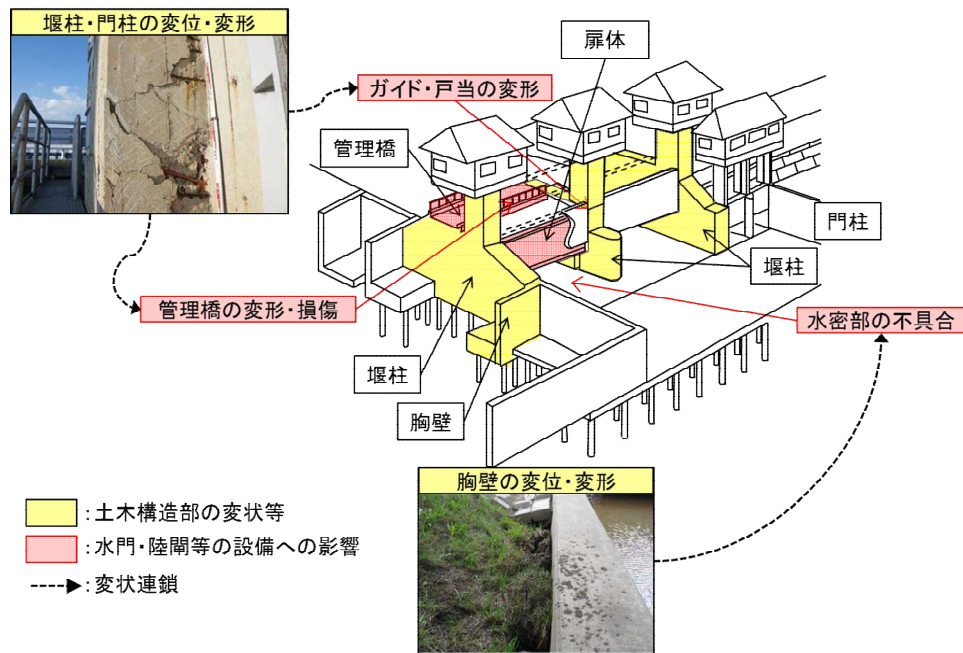 堰柱・門柱の変位・変形
扉体
ガイド・戸当の変形
管理橋
門柱
堰柱
管理橋の変形・損傷
水密部の不具合
堰柱
胸壁
胸壁の変位・変形
:土木構造部の変状等
:水門・陸閘等の設備への影響
:変状連鎖